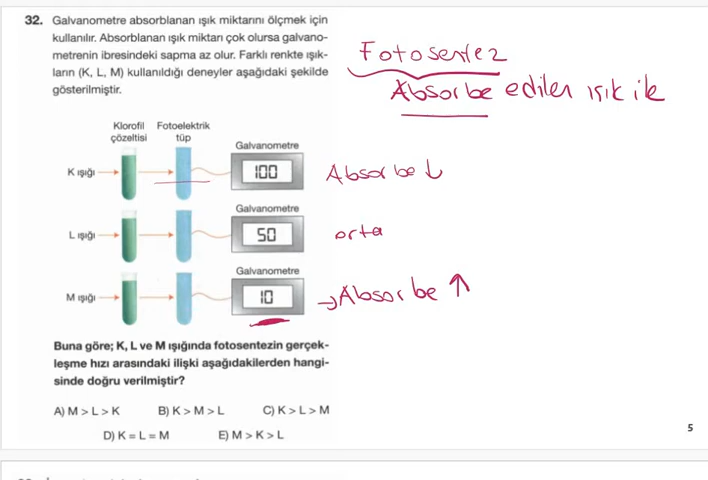 32. Galvanometre absorblanan ışık miktarını ölçmek için
kullanılır. Absorblanan ışık miktarı çok olursa galvano-
metrenin ibresindeki sapma az olur. Farklı renkte ışık-
ların (K, L, M) kullanıldığı deneyler aşağıdaki şekilde
gösterilmiştir.
Fotosentez
Absorbe edilen ışık ile
Klorofil Fotoelektrik
çözeltisi tüp
Galvanometre
K ışığı 100 Absorbe ↓
Galvanometre
L ışığı 50 orta
Galvanometre
M ışığı 10 → Absorbe ↑
Buna göre; K, L ve M ışığında fotosentezin gerçek-
leşme hızı arasındaki ilişki aşağıdakilerden hangi-
sinde doğru verilmiştir?
A) M > L > K B) K > M > L C) K > L > M
D) K = L = M E) M > K > L
5